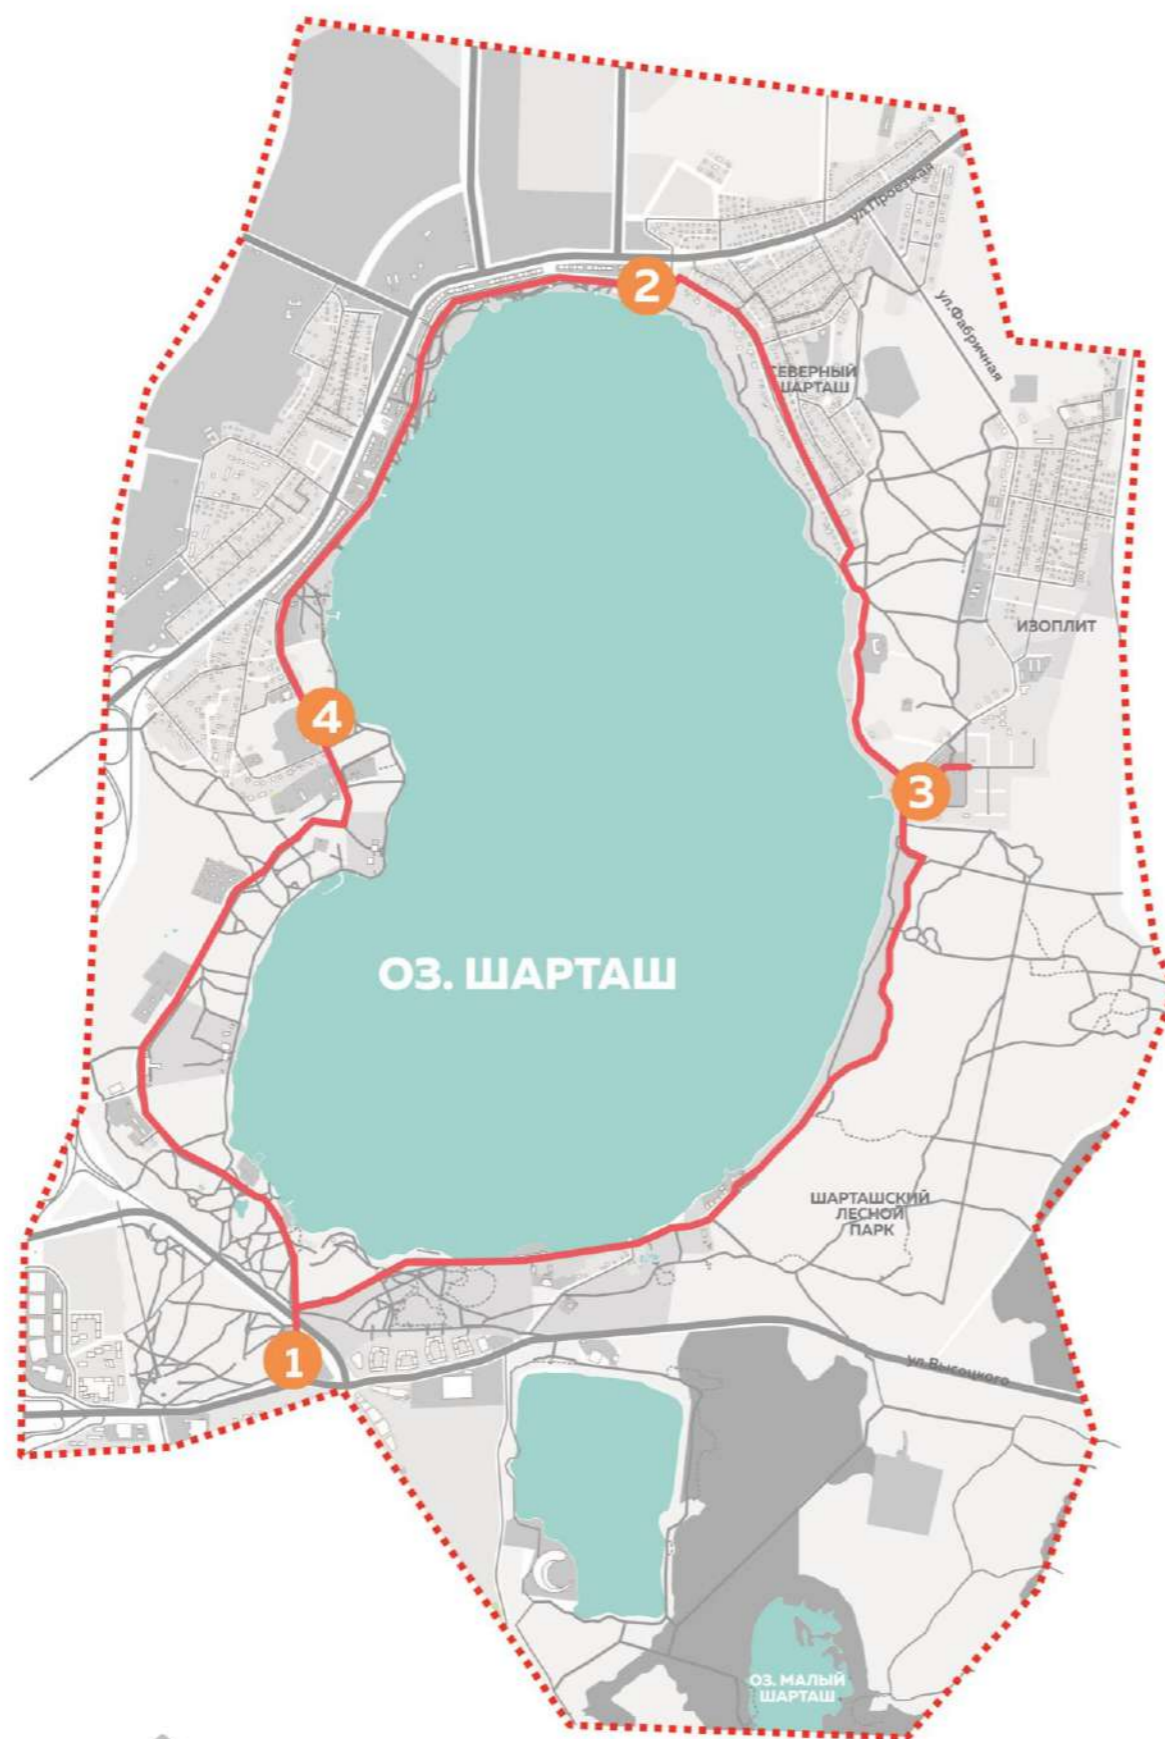 ул.Проезжая
2
ул.Фабричная
СЕВЕРНЫЙ
ШАРТАШ
ИЗОПЛИТ
4
3
ОЗ. ШАРТАШ
ШАРТАШСКИЙ
ЛЕСНОЙ
ПАРК
1
ул.Высоцкого
ОЗ. МАЛЫЙ
ШАРТАШ